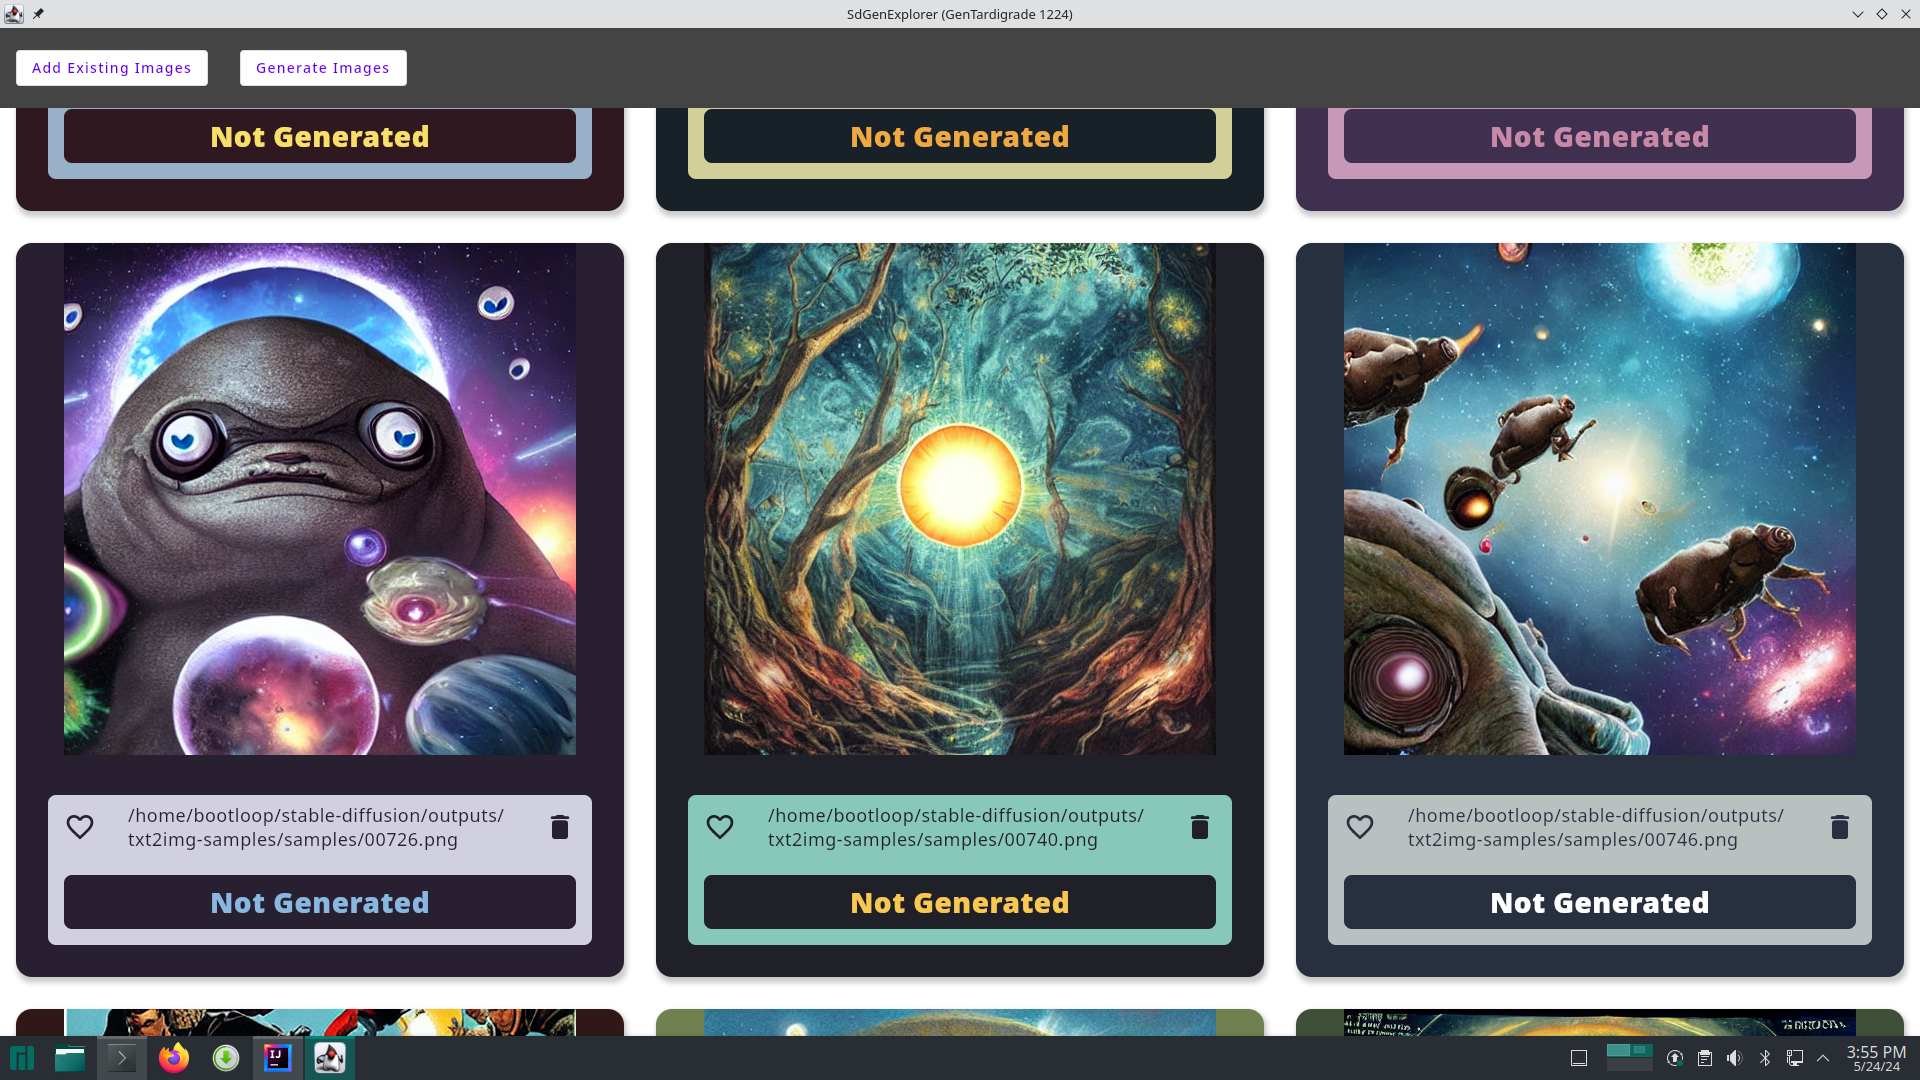 SdGenExplorer (GenTardigrade 1224)
Add Existing Images
Generate Images
Not Generated
Not Generated
Not Generated
/home/bootloop/stable-diffusion/outputs/
txt2img-samples/samples/00726.png
Not Generated
/home/bootloop/stable-diffusion/outputs/
txt2img-samples/samples/00740.png
Not Generated
/home/bootloop/stable-diffusion/outputs/
txt2img-samples/samples/00746.png
Not Generated
IJ
3:55 PM
5/24/24